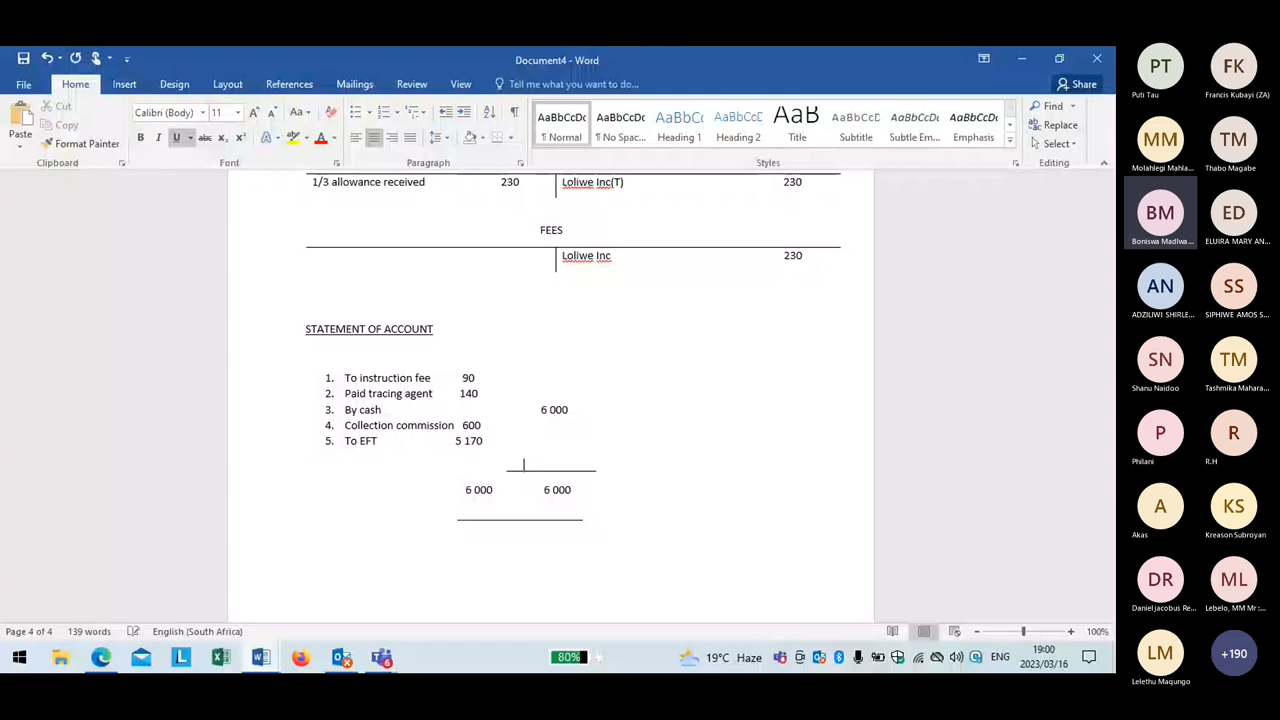 Document4 - Word
File Home Insert Design Layout References Mailings Review View Tell me what you want to do... Share
Paste Cut Copy Format Painter
Calibri (Body) 11
AaBbCcDc AaBbCcDc AaBbCc AaBbCcD AaB AaBbCcD AaBbCcDc AaBbCcDc
¶ Normal ¶ No Spac... Heading 1 Heading 2 Title Subtitle Subtle Em... Emphasis
Find
Replace
Select
Clipboard Font Paragraph Styles Editing
1/3 allowance received 230 Loliwe Inc(T) 230
FEES
Loliwe Inc 230
STATEMENT OF ACCOUNT
1. To instruction fee 90
2. Paid tracing agent 140
3. By cash 6 000
4. Collection commission 600
5. To EFT 5 170
6 000 6 000
Page 4 of 4 139 words English (South Africa) 100%
80% 19°C Haze ENG 19:00
2023/03/16
PT FK
Puti Tau Francis Kubayi (ZA)
MM TM
Molahlegi Mahla... Thabo Magabe
BM ED
Boniswa Madlwa... ELUIRA MARY AN...
AN SS
ADZILIWI SHIRLE... SIPHIWE AMOS S...
SN TM
Shanu Naidoo Tashmika Mahara...
P R
Philani R.H
A KS
Akas Kreason Subroyan
DR ML
Daniel Jacobus Re... Lebelo, MM Mr :...
LM +190
Lelethu Maqungo